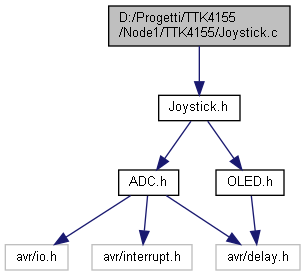 D:/Progetti/TTK4155
/Node1/TTK4155/Joystick.c
Joystick.h
ADC.h
OLED.h
avr/io.h
avr/interrupt.h
avr/delay.h